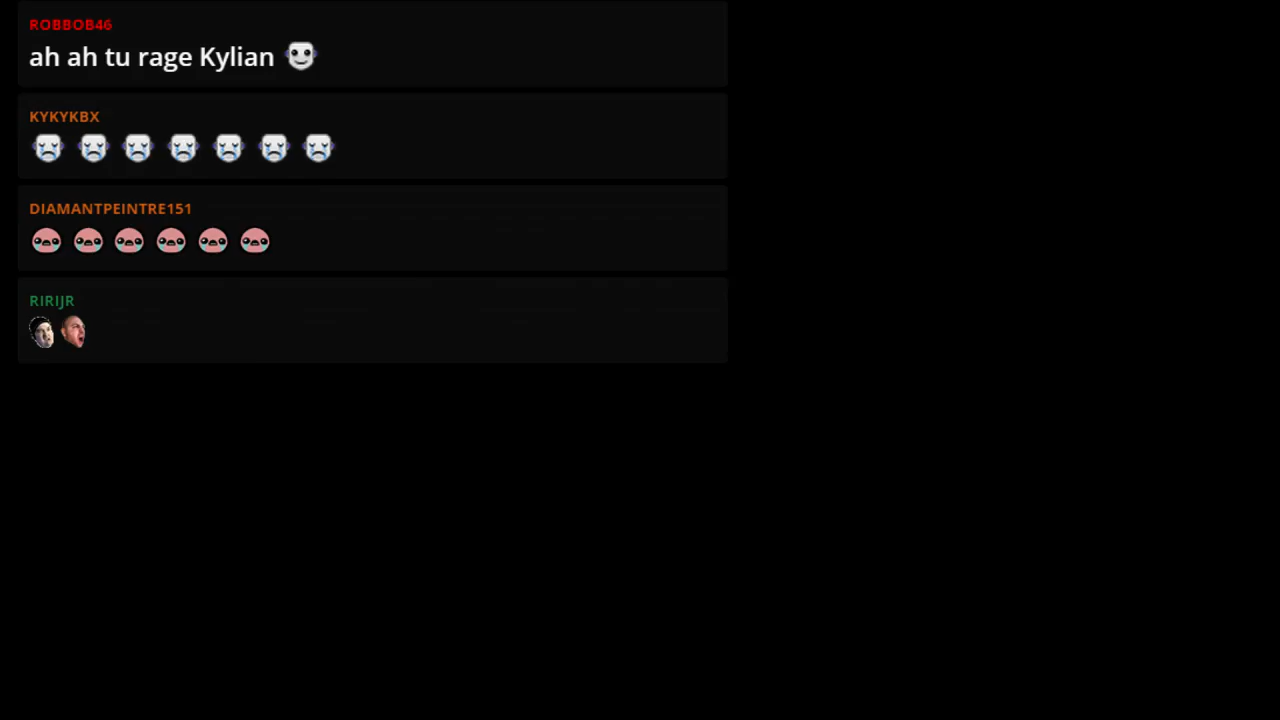 ROBBOB46
ah ah tu rage Kylian
KYKYKBX
DIAMANTPEINTRE151
RIRIJR